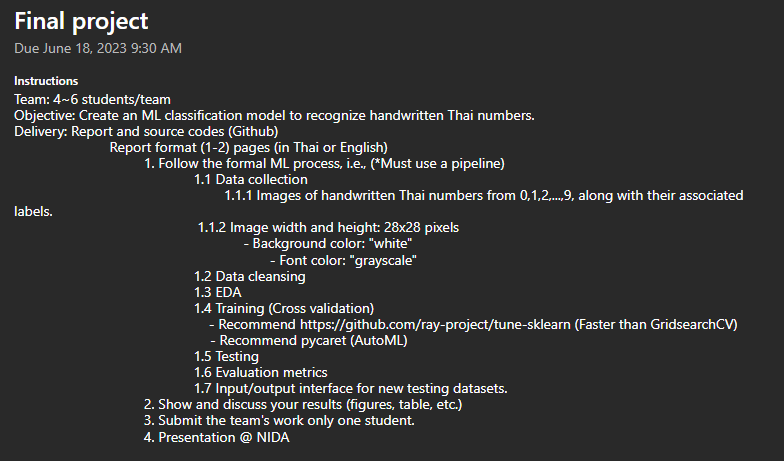 Final project
Due June 18, 2023 9:30 AM
Instructions
Team: 4~6 students/team
Objective: Create an ML classification model to recognize handwritten Thai numbers.
Delivery: Report and source codes (Github)
Report format (1-2) pages (in Thai or English)
1. Follow the formal ML process, i.e., (*Must use a pipeline)
1.1 Data collection
1.1.1 Images of handwritten Thai numbers from 0,1,2,...,9, along with their associated
labels.
1.1.2 Image width and height: 28x28 pixels
- Background color: "white"
- Font color: "grayscale"
1.2 Data cleansing
1.3 EDA
1.4 Training (Cross validation)
- Recommend https://github.com/ray-project/tune-sklearn (Faster than GridsearchCV)
- Recommend pycaret (AutoML)
1.5 Testing
1.6 Evaluation metrics
1.7 Input/output interface for new testing datasets.
2. Show and discuss your results (figures, table, etc.)
3. Submit the team's work only one student.
4. Presentation @ NIDA